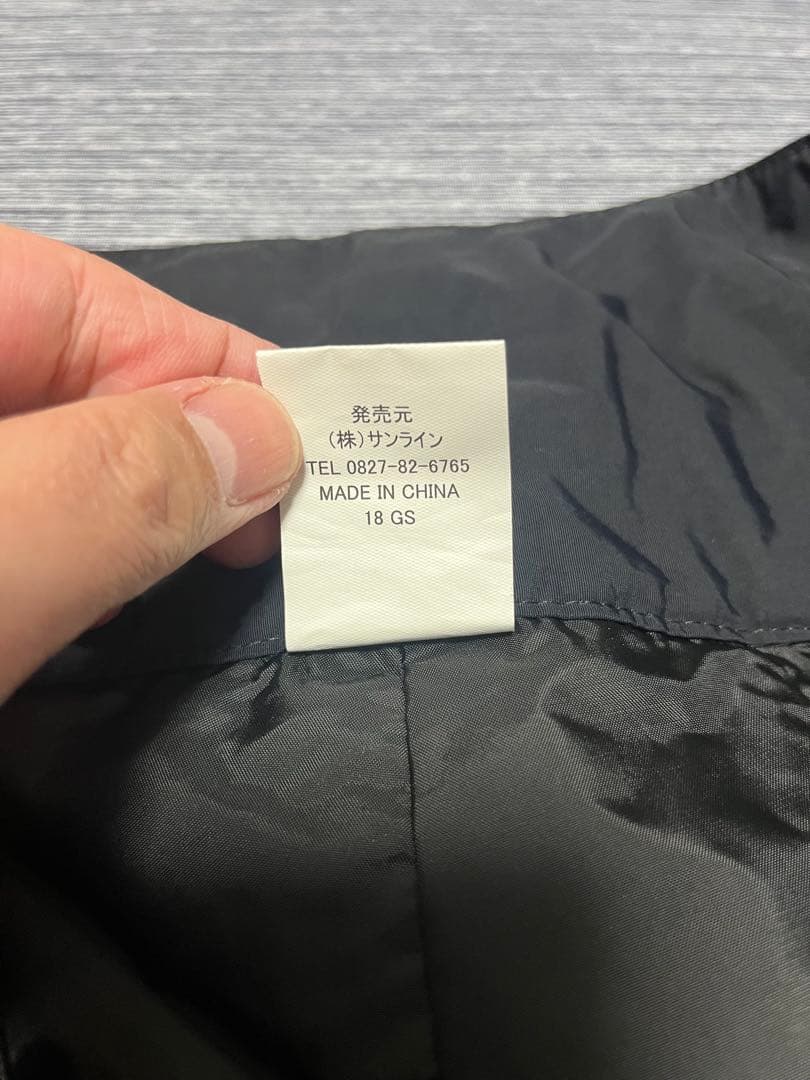 発売元
(株)サンライン
TEL 0827-82-6765
MADE IN CHINA
18 GS